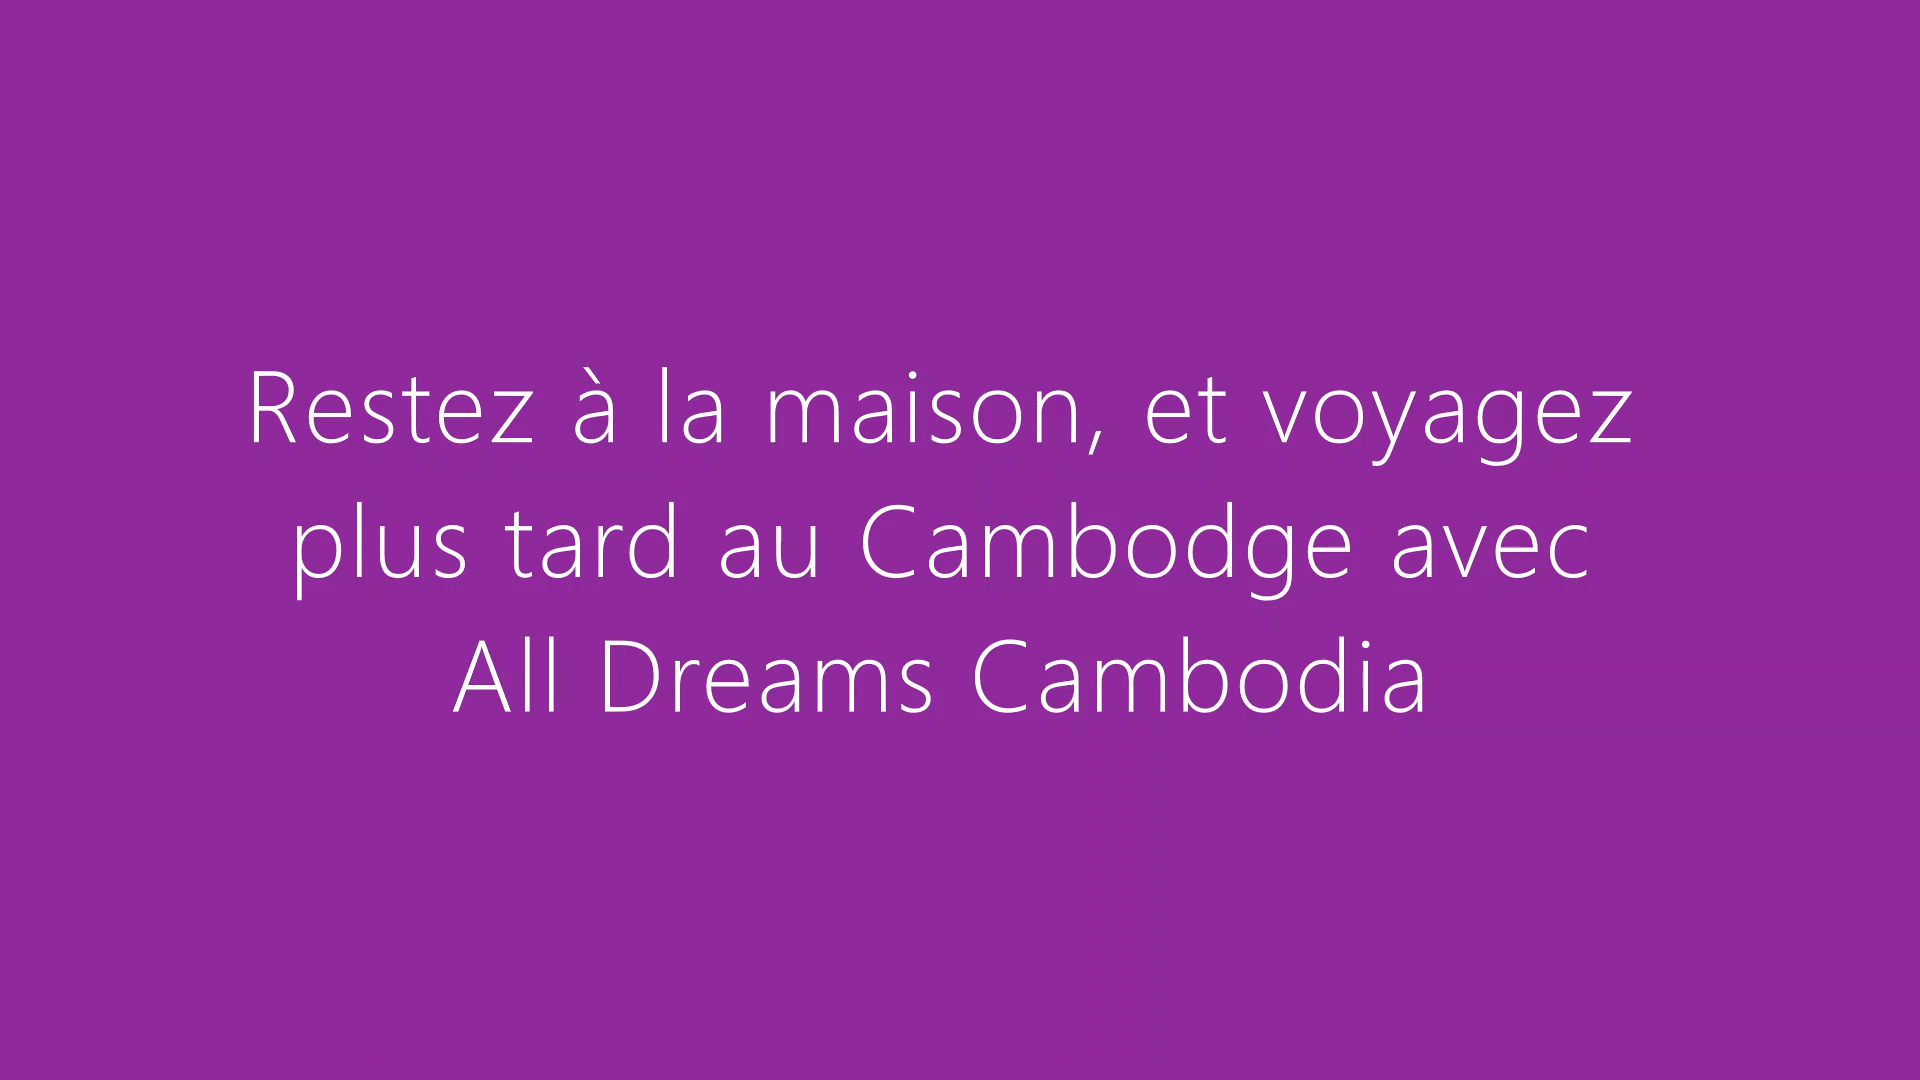 Restez à la maison, et voyagez
plus tard au Cambodge avec
All Dreams Cambodia